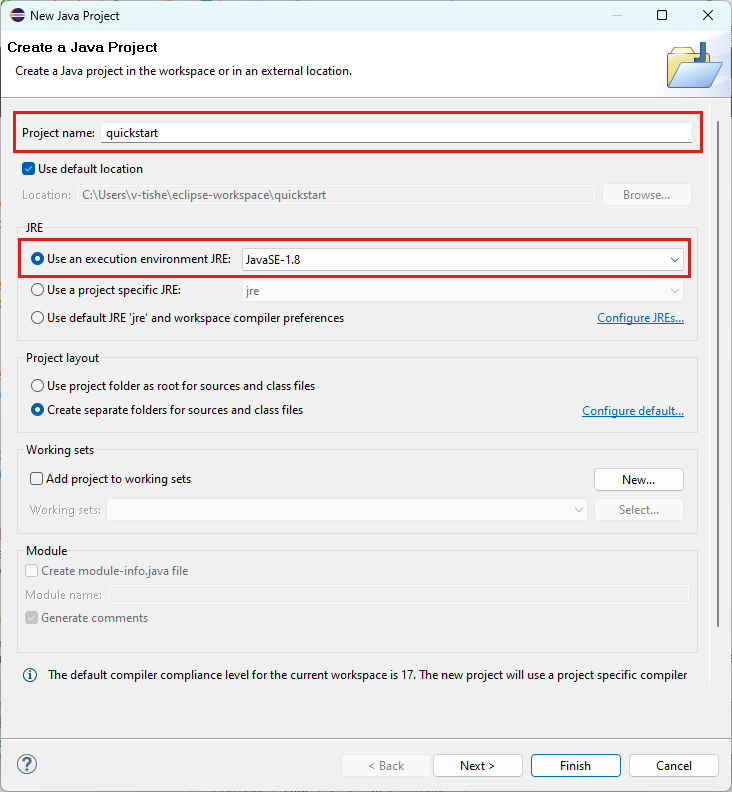 New Java Project
Create a Java Project
Create a Java project in the workspace or in an external location.
Project name: quickstart
Use default location
Location: C:\Users\v-tishe\eclipse-workspace\quickstart Browse...
JRE
Use an execution environment JRE: JavaSE-1.8
Use a project specific JRE: jre
Use default JRE 'jre' and workspace compiler preferences Configure JREs...
Project layout
Use project folder as root for sources and class files
Create separate folders for sources and class files Configure default...
Working sets
Add project to working sets New...
Working sets: Select...
Module
Create module-info.java file
Module name:
Generate comments
The default compiler compliance level for the current workspace is 17. The new project will use a project specific compiler
? < Back Next > Finish Cancel